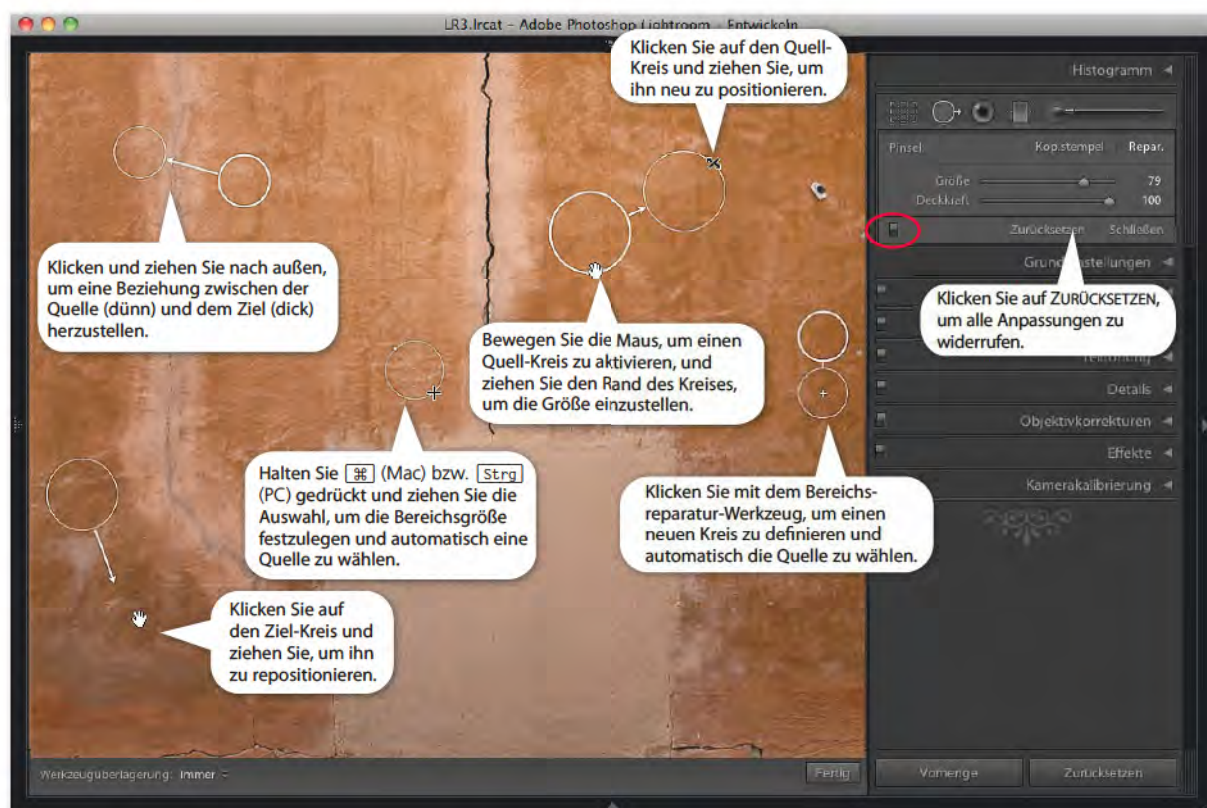 LR3.lrcat – Adobe Photoshop Lightroom – Entwickeln
Klicken Sie auf den Quell-
Kreis und ziehen Sie, um
ihn neu zu positionieren.
Histogramm
Pinsel: Kopierstempel Repar.
Größe 79
Deckkraft 100
Zurücksetzen Schließen
Klicken und ziehen Sie nach außen,
um eine Beziehung zwischen der
Quelle (dünn) und dem Ziel (dick)
herzustellen.
Klicken Sie auf ZURÜCKSETZEN,
um alle Anpassungen zu
widerrufen.
Bewegen Sie die Maus, um einen
Quell-Kreis zu aktivieren, und
ziehen Sie den Rand des Kreises,
um die Größe einzustellen.
Details
Objektivkorrekturen
Effekte
Kamerakalibrierung
Halten Sie ⌘ (Mac) bzw. Strg
(PC) gedrückt und ziehen Sie die
Auswahl, um die Bereichsgröße
festzulegen und automatisch eine
Quelle zu wählen.
Klicken Sie mit dem Bereichs-
reparatur-Werkzeug, um einen
neuen Kreis zu definieren und
automatisch die Quelle zu wählen.
Klicken Sie auf
den Ziel-Kreis und
ziehen Sie, um ihn
zu repositionieren.
Werkzeugüberlagerung: Immer
Fertig
Vorherige Zurücksetzen